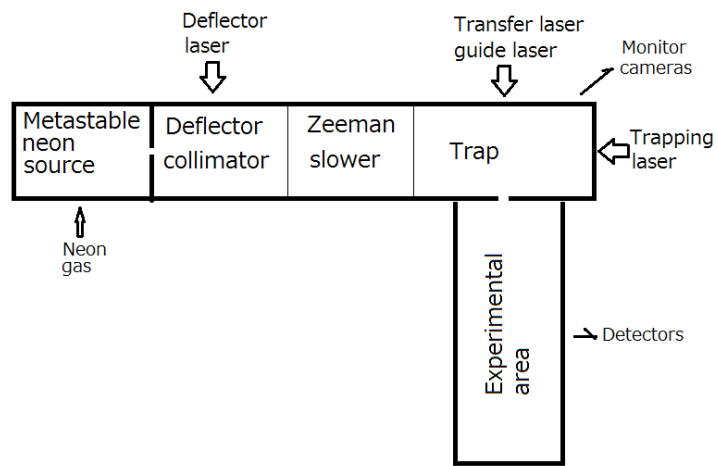 Deflector
laser
Transfer laser
guide laser
Monitor
cameras
Metastable
neon
source
Deflector
collimator
Zeeman
slower
Trap
Trapping
laser
Neon
gas
Experimental
area
Detectors